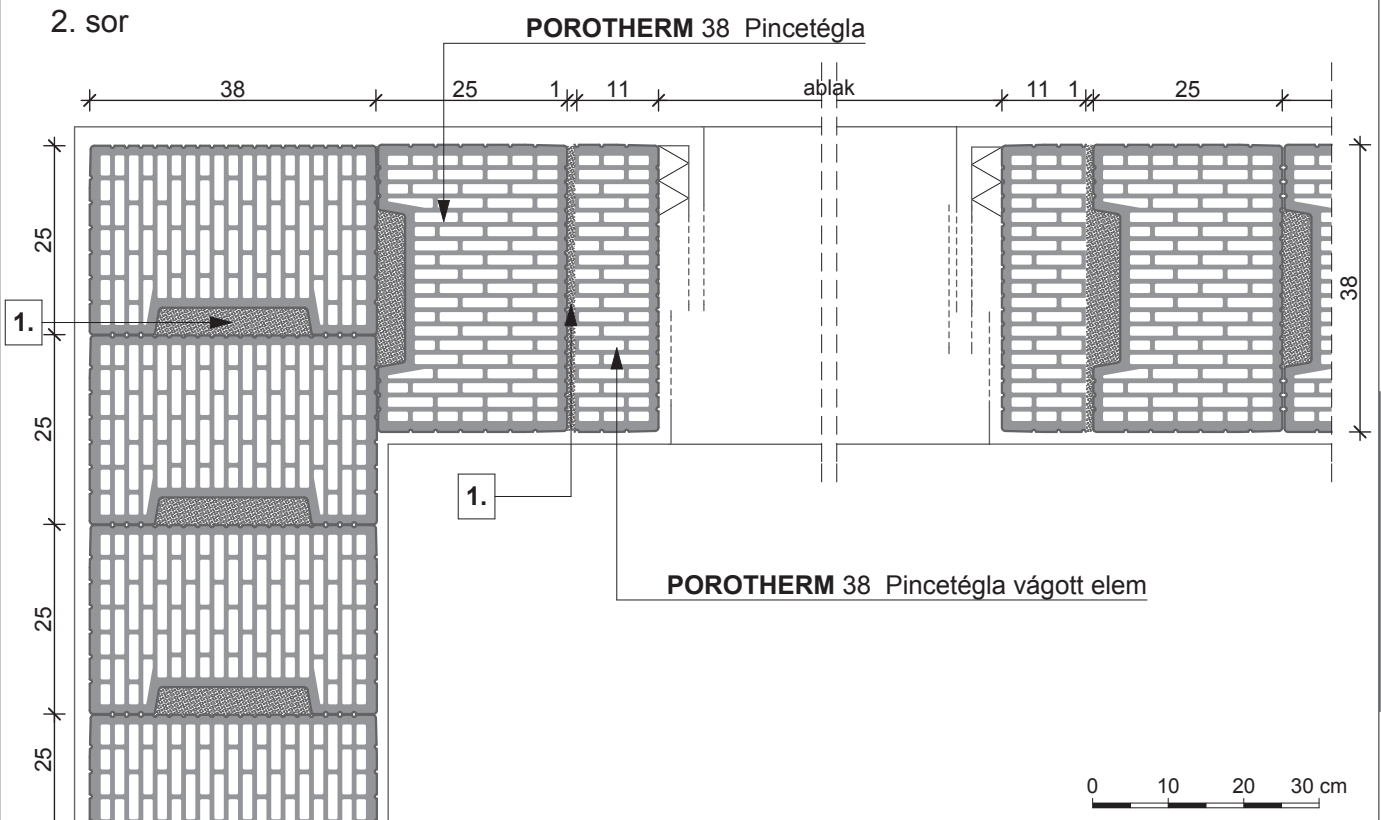 2. sor
POROTHERM 38 Pincetégla
38 25 1 11 ablak 11 1 25
25
38
1.
25
1.
POROTHERM 38 Pincetégla vágott elem
25
25
0 10 20 30 cm